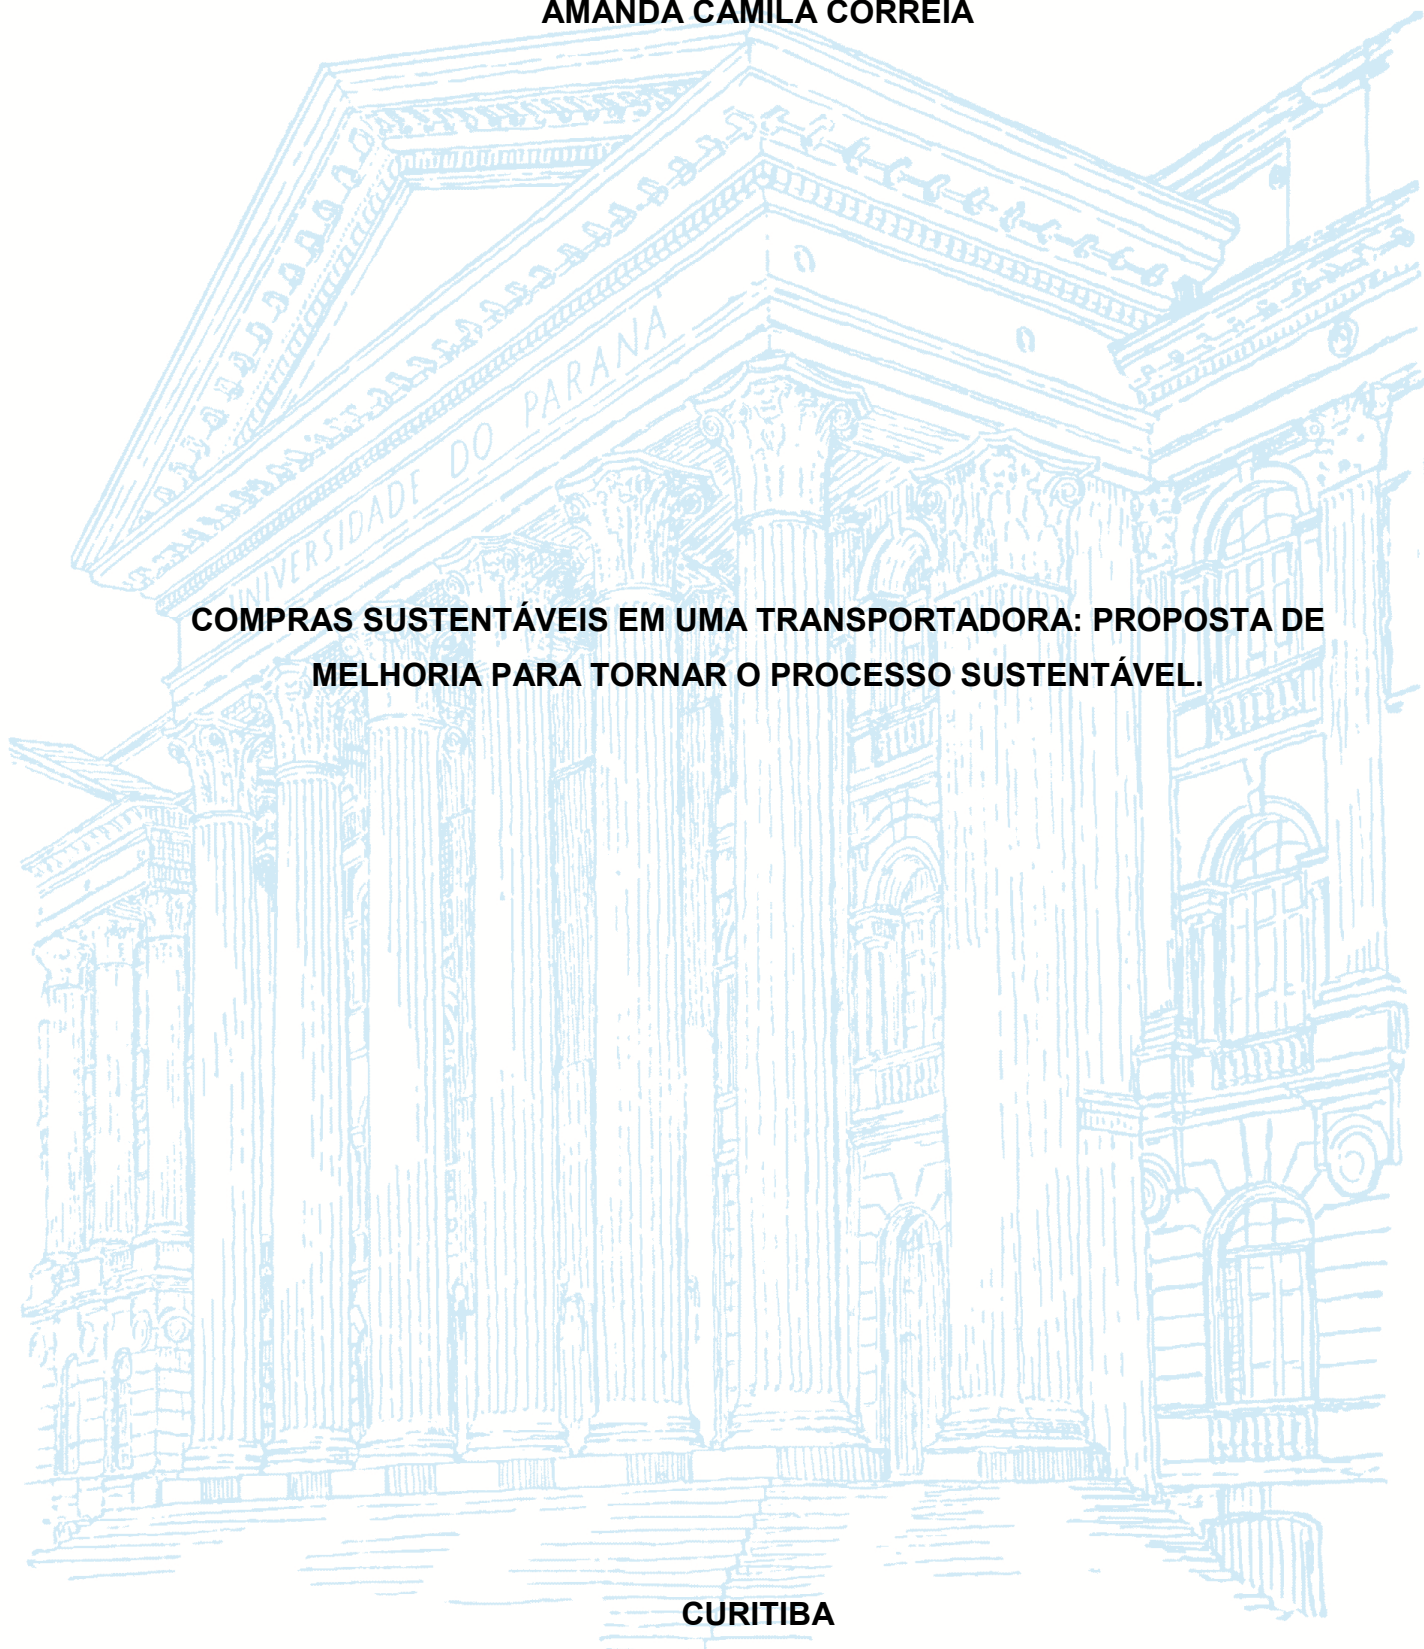 AMANDA CAMILA CORREIA
UNIVERSIDADE DO PARANÁ
COMPRAS SUSTENTÁVEIS EM UMA TRANSPORTADORA: PROPOSTA DE
MELHORIA PARA TORNAR O PROCESSO SUSTENTÁVEL.
CURITIBA